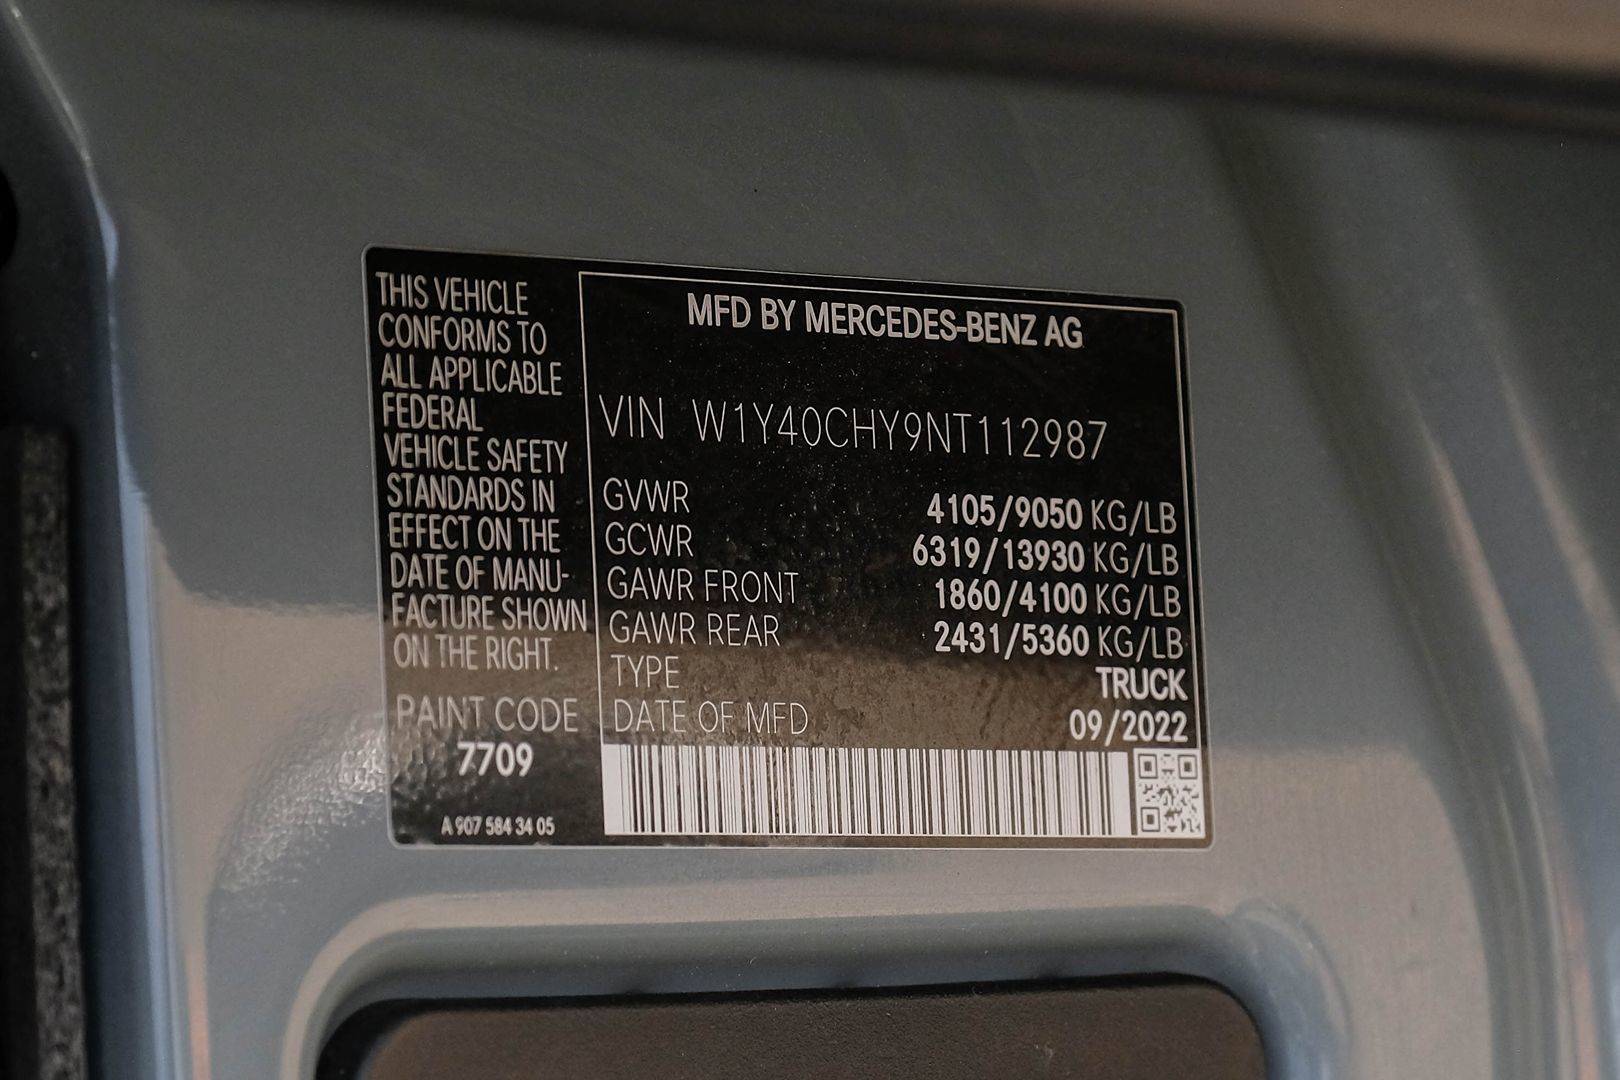 THIS VEHICLE
CONFORMS TO
ALL APPLICABLE
FEDERAL
VEHICLE SAFETY
STANDARDS IN
EFFECT ON THE
DATE OF MANU-
FACTURE SHOWN
ON THE RIGHT.
PAINT CODE
7709
A 907 584 34 05
MFD BY MERCEDES-BENZ AG
VIN W1Y40CHY9NT112987
GVWR 4105/9050 KG/LB
GCWR 6319/13930 KG/LB
GAWR FRONT 1860/4100 KG/LB
GAWR REAR 2431/5360 KG/LB
TYPE TRUCK
DATE OF MFD 09/2022